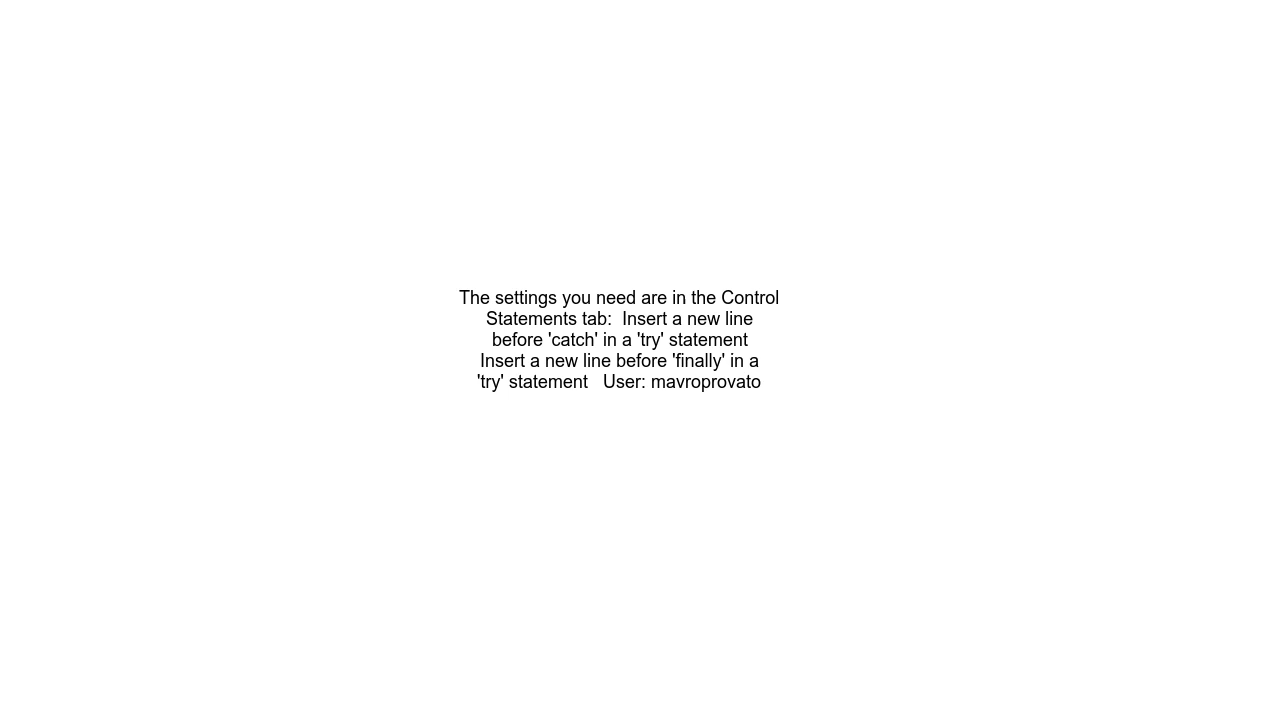 The settings you need are in the Control
Statements tab:  Insert a new line
before 'catch' in a 'try' statement
Insert a new line before 'finally' in a
'try' statement   User: mavroprovato